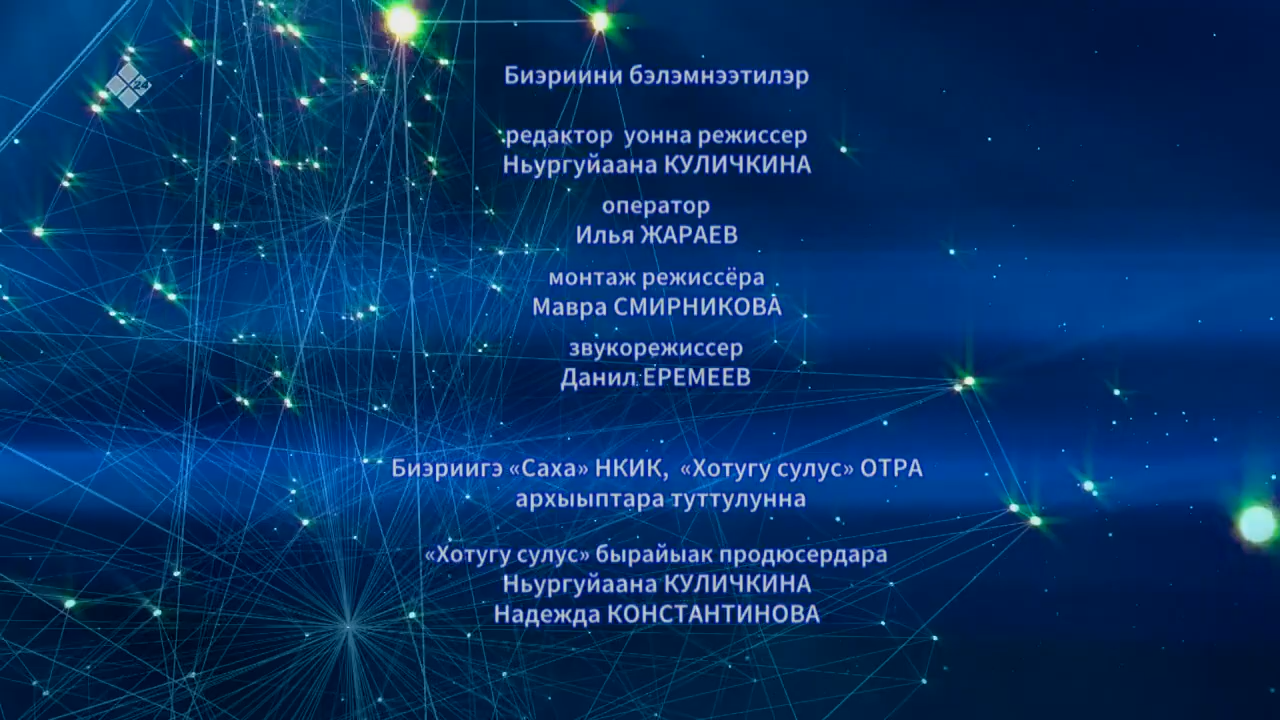 24
Биэриини бэлэмнээтилэр
редактор уонна режиссер
Ньургуйаана КУЛИЧКИНА
оператор
Илья ЖАРАЕВ
монтаж режиссёра
Мавра СМИРНИКОВА
звукорежиссер
Данил ЕРЕМЕЕВ
Биэриигэ «Саха» НКИК, «Хотугу сулус» ОТРА
архыыптара туттулунна
«Хотугу сулус» бырайыак продюсердара
Ньургуйаана КУЛИЧКИНА
Надежда КОНСТАНТИНОВА